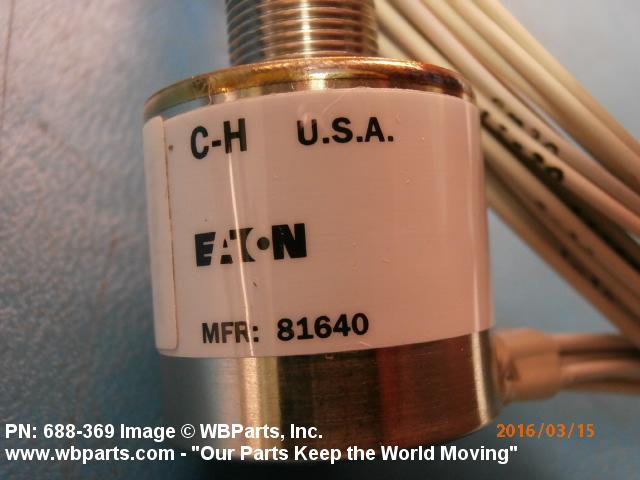 C-H U.S.A.
EATON
MFR: 81640
PN: 688-369 Image © WBParts, Inc.
2016/03/15
www.wbparts.com - "Our Parts Keep the World Moving"